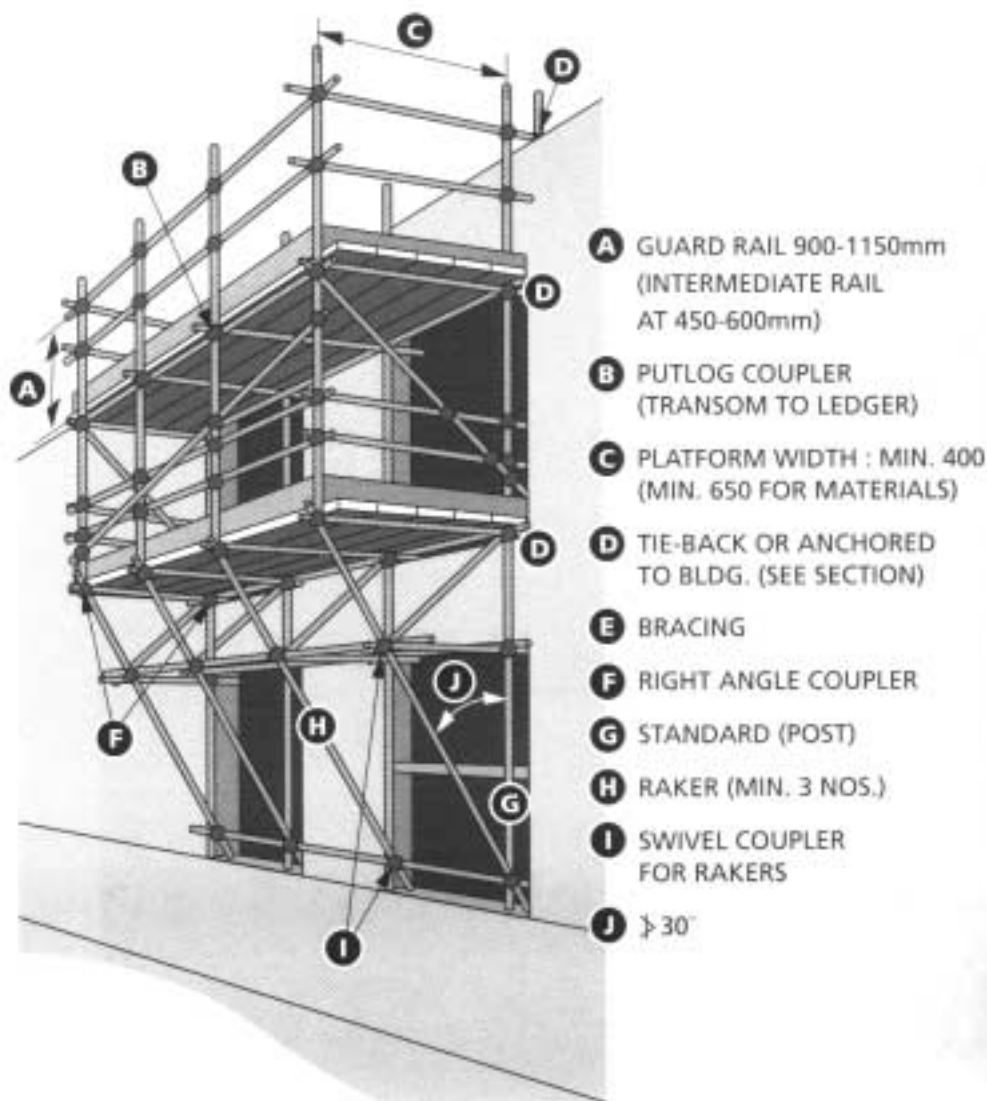 C
D
B
A
D
D
J
H
F
G
I
A GUARD RAIL 900-1150mm
(INTERMEDIATE RAIL
AT 450-600mm)
B PUTLOG COUPLER
(TRANSOM TO LEDGER)
C PLATFORM WIDTH : MIN. 400
(MIN. 650 FOR MATERIALS)
D TIE-BACK OR ANCHORED
TO BLDG. (SEE SECTION)
E BRACING
F RIGHT ANGLE COUPLER
G STANDARD (POST)
H RAKER (MIN. 3 NOS.)
I SWIVEL COUPLER
FOR RAKERS
J ≯30°